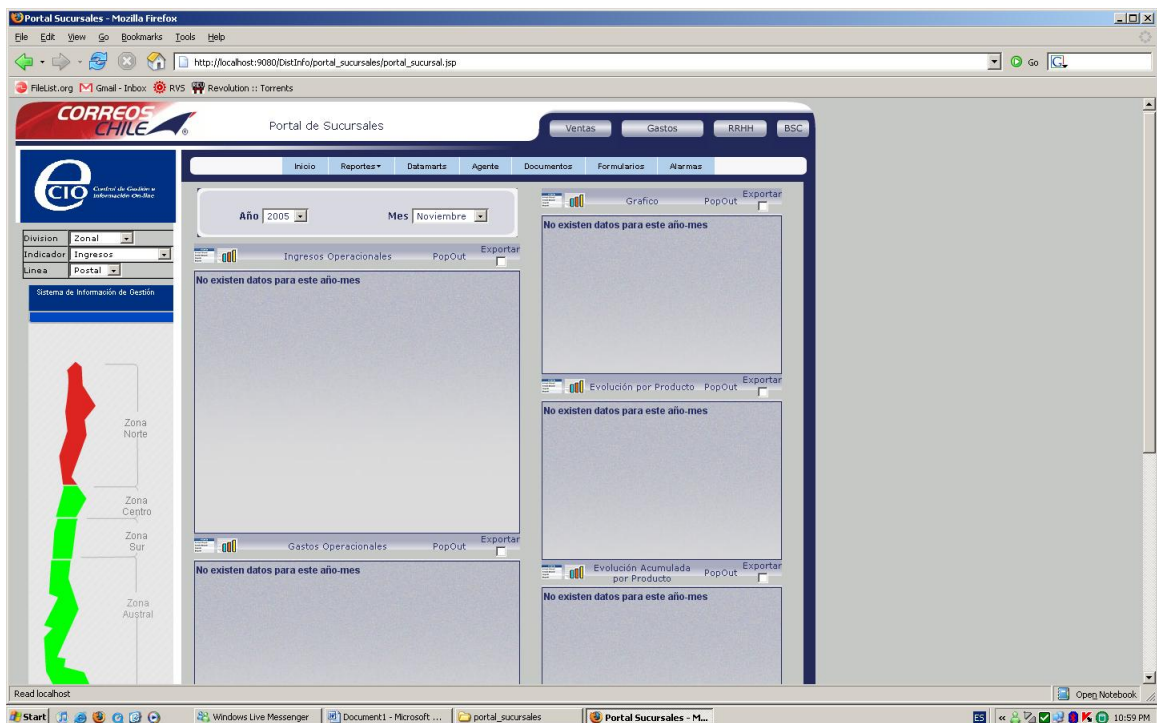 Portal Sucursales - Mozilla Firefox
File Edit View Go Bookmarks Tools Help
http://localhost:9080/DistInfo/portal_sucursales/portal_sucursal.jsp
Go
FileList.org Gmail - Inbox RVS Revolution :: Torrents
CORREOS CHILE
Portal de Sucursales
Ventas Gastos RRHH BSC
e CIO Control de Gestión e Información On-line
Inicio Reportes Datamarts Agente Documentos Formularios Alarmas
Division Zonal
Indicador Ingresos
Linea Postal
Sistema de Información de Gestión
Zona Norte
Zona Centro
Zona Sur
Zona Austral
Año 2005 Mes Noviembre
Ingresos Operacionales PopOut Exportar
No existen datos para este año-mes
Gastos Operacionales PopOut Exportar
No existen datos para este año-mes
Grafico PopOut Exportar
No existen datos para este año-mes
Evolución por Producto PopOut Exportar
No existen datos para este año-mes
Evolución Acumulada por Producto PopOut Exportar
No existen datos para este año-mes
Read localhost
Open Notebook
Start Windows Live Messenger Document1 - Microsoft ... portal_sucursales Portal Sucursales - M... ES 10:59 PM